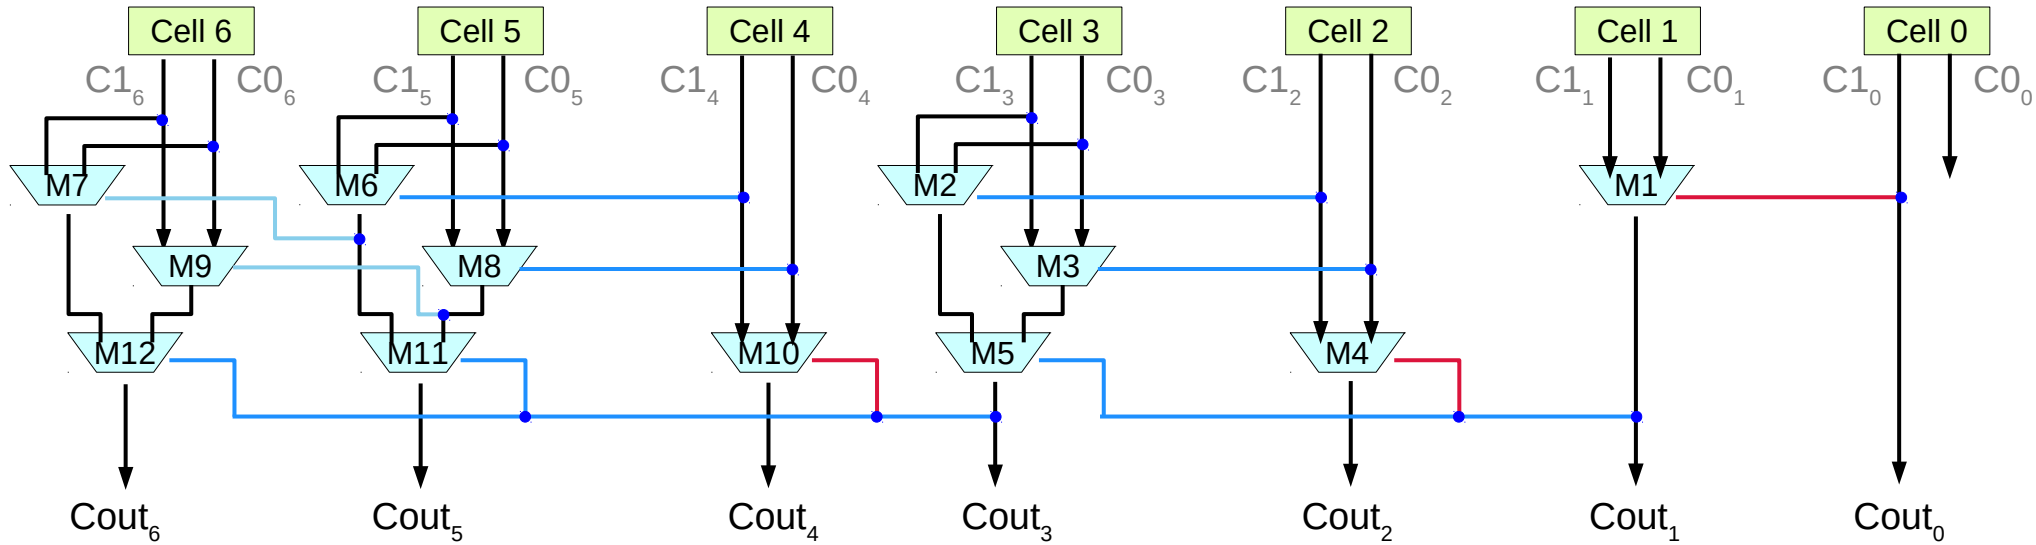 Cell 6 Cell 5 Cell 4 Cell 3 Cell 2 Cell 1 Cell 0
C1₆ C0₆ C1₅ C0₅ C1₄ C0₄ C1₃ C0₃ C1₂ C0₂ C1₁ C0₁ C1₀ C0₀
M7 M6 M2 M1
M9 M8 M3
M12 M11 M10 M5 M4
Cout₆ Cout₅ Cout₄ Cout₃ Cout₂ Cout₁ Cout₀